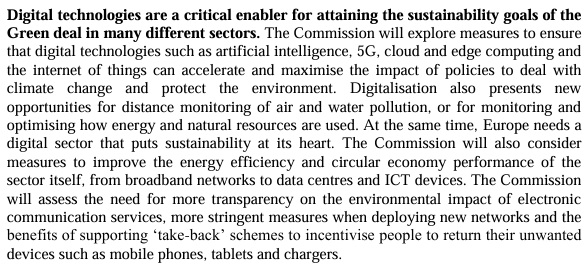 Digital technologies are a critical enabler for attaining the sustainability goals of the
Green deal in many different sectors. The Commission will explore measures to ensure
that digital technologies such as artificial intelligence, 5G, cloud and edge computing and
the internet of things can accelerate and maximise the impact of policies to deal with
climate change and protect the environment. Digitalisation also presents new
opportunities for distance monitoring of air and water pollution, or for monitoring and
optimising how energy and natural resources are used. At the same time, Europe needs a
digital sector that puts sustainability at its heart. The Commission will also consider
measures to improve the energy efficiency and circular economy performance of the
sector itself, from broadband networks to data centres and ICT devices. The Commission
will assess the need for more transparency on the environmental impact of electronic
communication services, more stringent measures when deploying new networks and the
benefits of supporting ‘take-back’ schemes to incentivise people to return their unwanted
devices such as mobile phones, tablets and chargers.